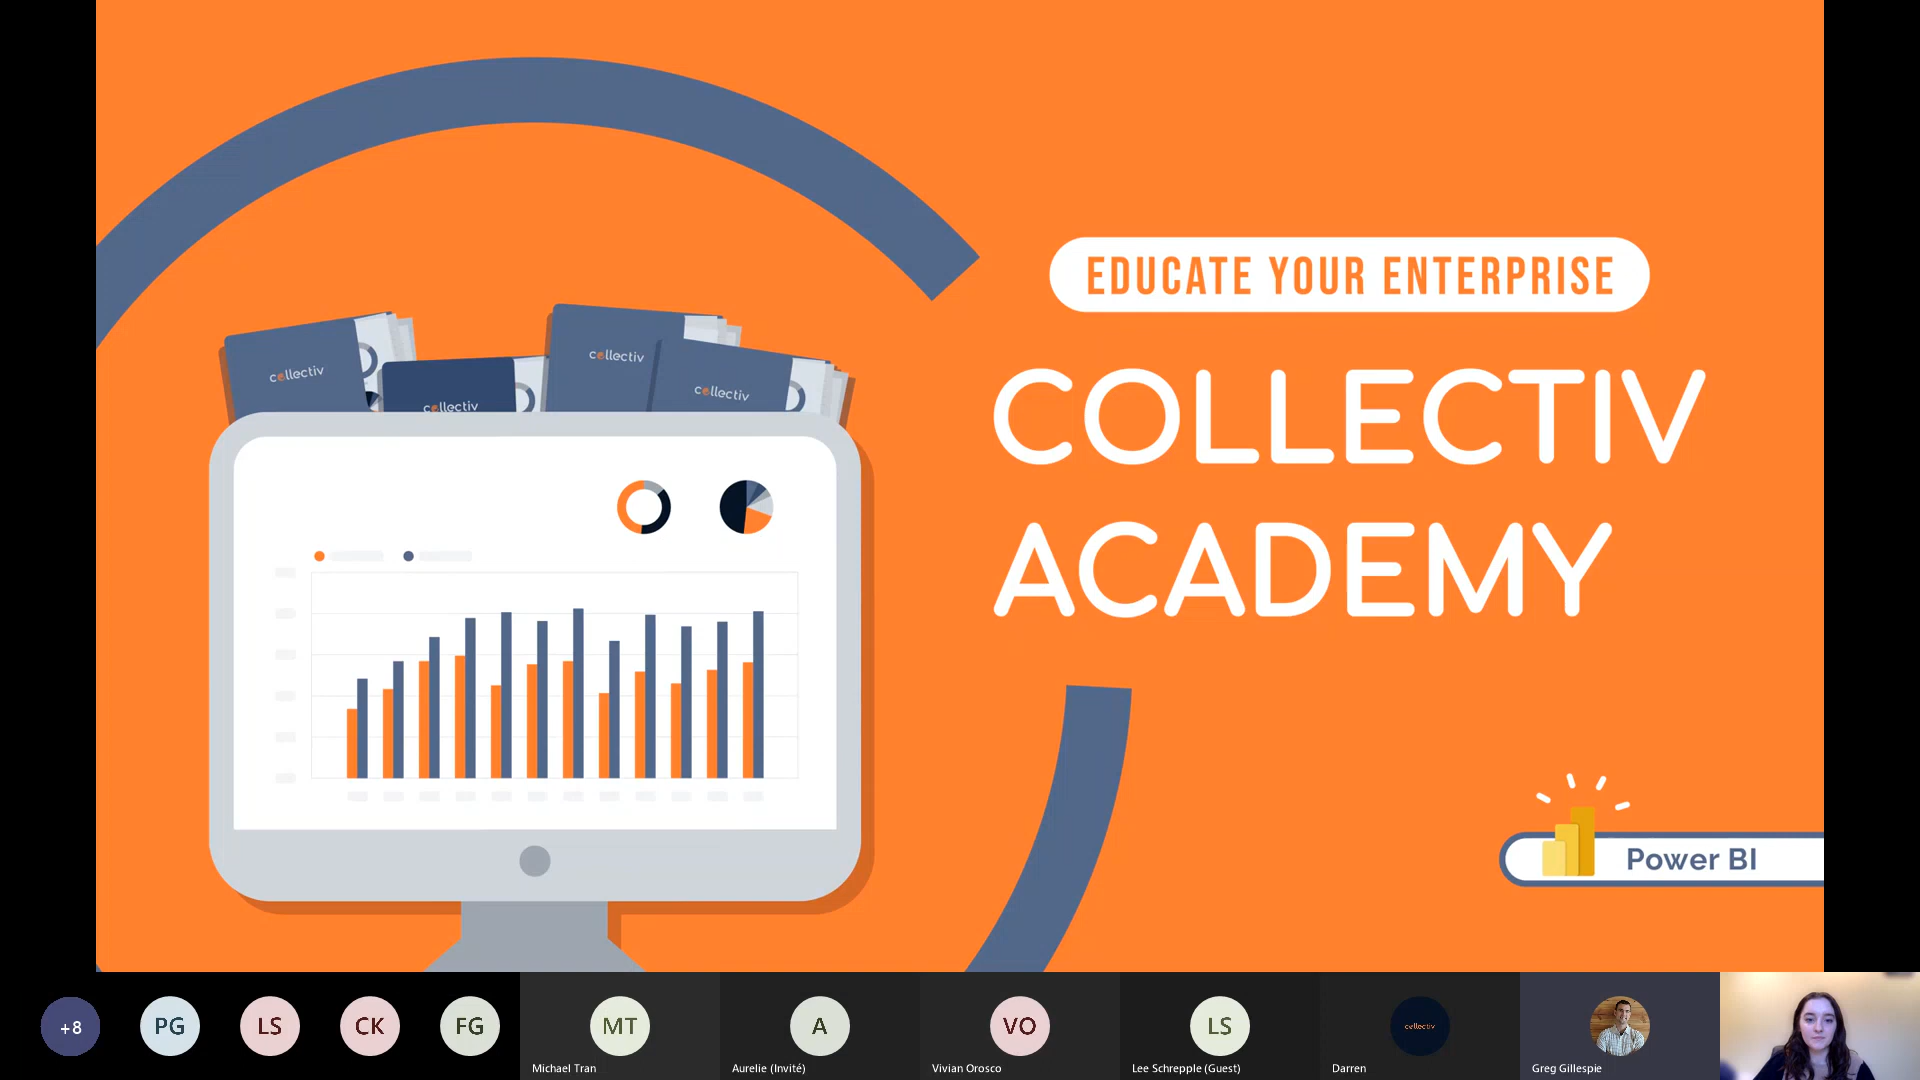 EDUCATE YOUR ENTERPRISE
COLLECTIV
ACADEMY
collectiv
collectiv
collectiv
collectiv
Power BI
+8
PG
LS
CK
FG
MT
A
VO
LS
collectiv
Michael Tran
Aurelie (Invité)
Vivian Orosco
Lee Schrepple (Guest)
Darren
Greg Gillespie